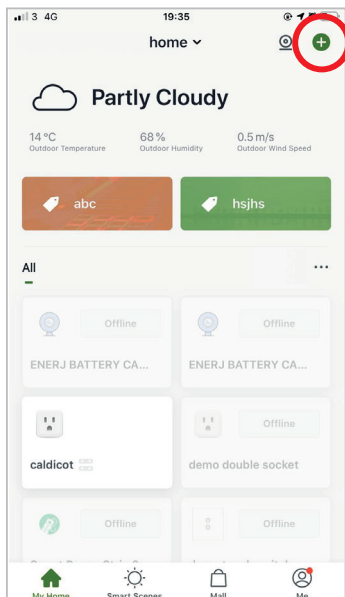 3 4G 19:35
home
Partly Cloudy
14 °C 68% 0.5 m/s
Outdoor Temperature Outdoor Humidity Outdoor Wind Speed
abc hsjhs
All
Offline Offline
ENERJ BATTERY CA... ENERJ BATTERY CA...
Offline
caldicot demo double socket
Offline Offline
My Home Smart Scenes Mall Me